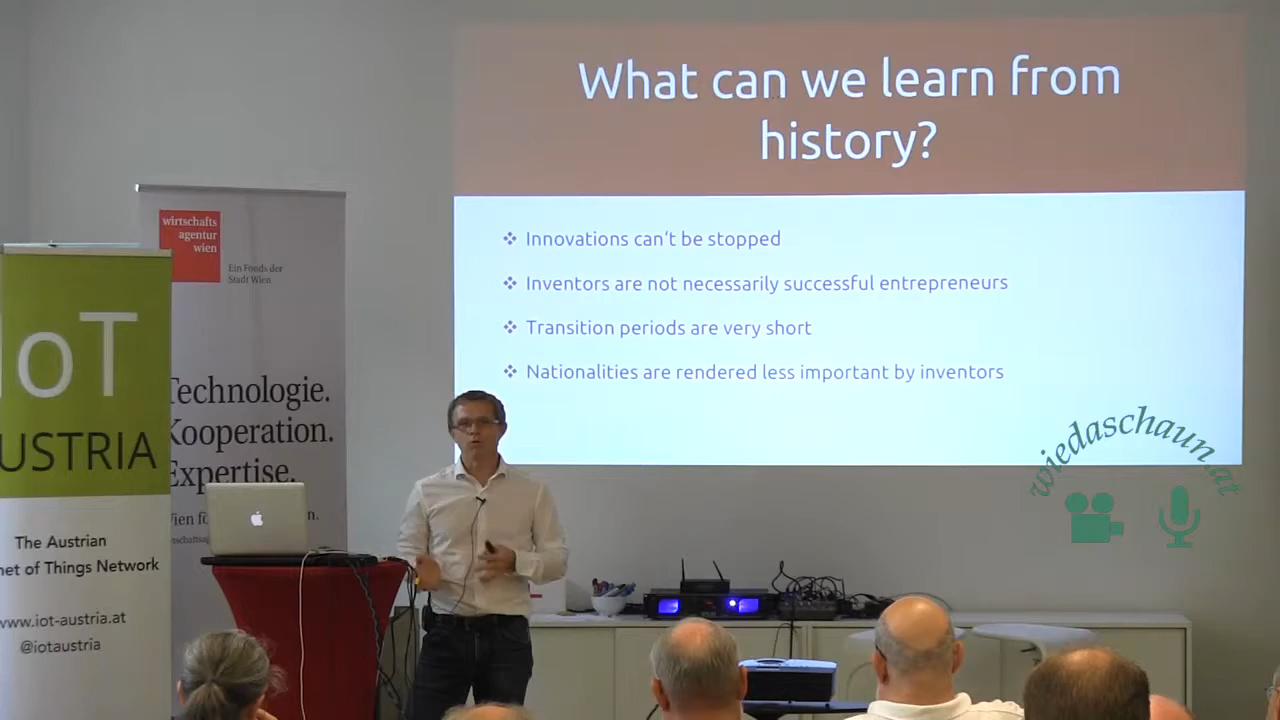 What can we learn from
history?
❖ Innovations can't be stopped
❖ Inventors are not necessarily successful entrepreneurs
❖ Transition periods are very short
❖ Nationalities are rendered less important by inventors
wirtschafts
agentur
wien
Ein Fonds der
Stadt Wien
Technologie.
Kooperation.
Expertise.
IoT
AUSTRIA
The Austrian
of Things Network
www.iot-austria.at
@iotaustria
wiedaschaun.at